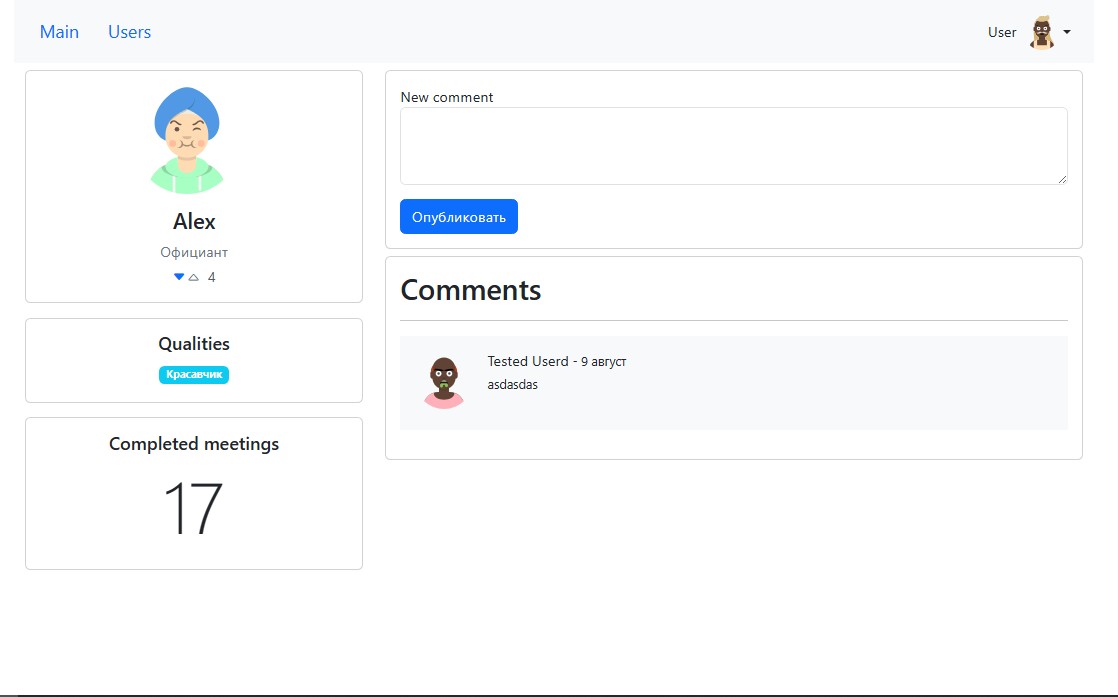 Main Users User
Alex
Официант
4
Qualities
Красавчик
Completed meetings
17
New comment
Опубликовать
Comments
Tested Userd - 9 август
asdasdas